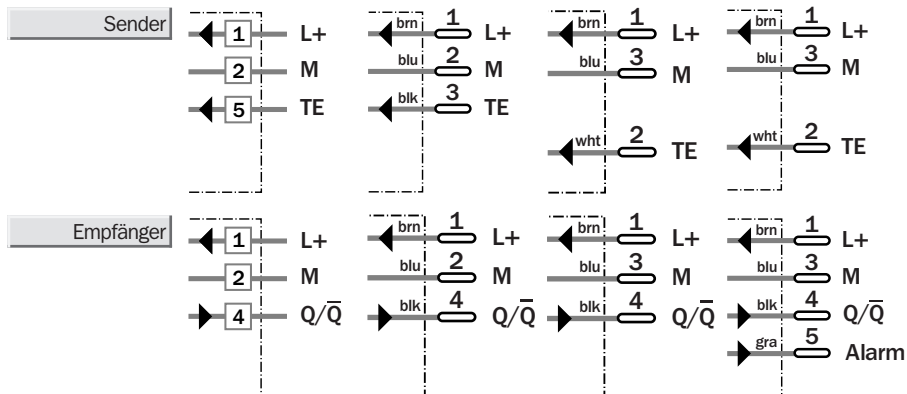 Sender
1 L+
2 M
5 TE
brn 1 L+
blu 2 M
blk 3 TE
brn 1 L+
blu 3 M
wht 2 TE
brn 1 L+
blu 3 M
wht 2 TE
Empfänger
1 L+
2 M
4 Q/Q̅
brn 1 L+
blu 2 M
blk 4 Q/Q̅
brn 1 L+
blu 3 M
blk 4 Q/Q̅
brn 1 L+
blu 3 M
blk 4 Q/Q̅
gra 5 Alarm